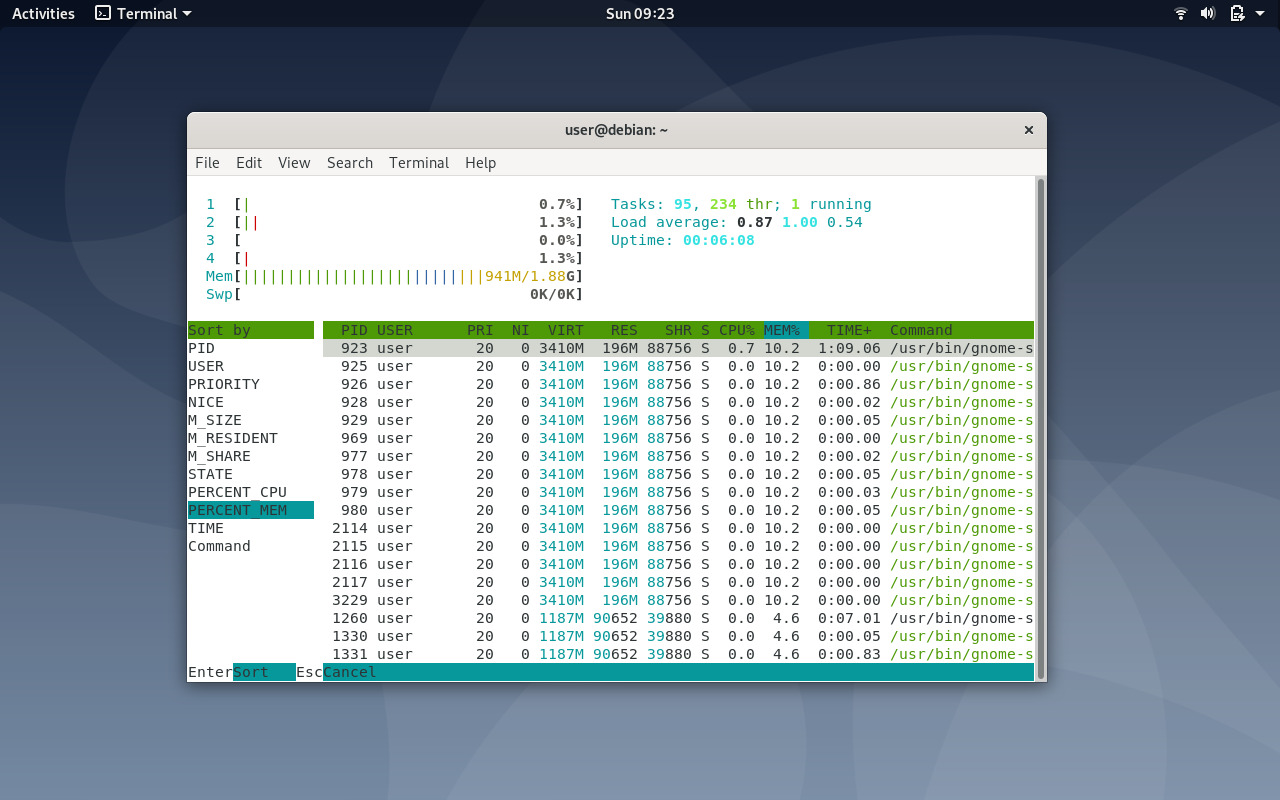 Activities Terminal Sun 09:23
user@debian: ~ ×
File Edit View Search Terminal Help
1 [| 0.7%] Tasks: 95, 234 thr; 1 running
2 [|| 1.3%] Load average: 0.87 1.00 0.54
3 [ 0.0%] Uptime: 00:06:08
4 [| 1.3%]
Mem[|||||||||||||||||||||||||||941M/1.88G]
Swp[ 0K/0K]
Sort by PID USER PRI NI VIRT RES SHR S CPU% MEM% TIME+ Command
PID 923 user 20 0 3410M 196M 88756 S 0.7 10.2 1:09.06 /usr/bin/gnome-s
USER 925 user 20 0 3410M 196M 88756 S 0.0 10.2 0:00.00 /usr/bin/gnome-s
PRIORITY 926 user 20 0 3410M 196M 88756 S 0.0 10.2 0:00.86 /usr/bin/gnome-s
NICE 928 user 20 0 3410M 196M 88756 S 0.0 10.2 0:00.02 /usr/bin/gnome-s
M_SIZE 929 user 20 0 3410M 196M 88756 S 0.0 10.2 0:00.05 /usr/bin/gnome-s
M_RESIDENT 969 user 20 0 3410M 196M 88756 S 0.0 10.2 0:00.00 /usr/bin/gnome-s
M_SHARE 977 user 20 0 3410M 196M 88756 S 0.0 10.2 0:00.02 /usr/bin/gnome-s
STATE 978 user 20 0 3410M 196M 88756 S 0.0 10.2 0:00.05 /usr/bin/gnome-s
PERCENT_CPU 979 user 20 0 3410M 196M 88756 S 0.0 10.2 0:00.03 /usr/bin/gnome-s
PERCENT_MEM 980 user 20 0 3410M 196M 88756 S 0.0 10.2 0:00.05 /usr/bin/gnome-s
TIME 2114 user 20 0 3410M 196M 88756 S 0.0 10.2 0:00.00 /usr/bin/gnome-s
Command 2115 user 20 0 3410M 196M 88756 S 0.0 10.2 0:00.00 /usr/bin/gnome-s
2116 user 20 0 3410M 196M 88756 S 0.0 10.2 0:00.00 /usr/bin/gnome-s
2117 user 20 0 3410M 196M 88756 S 0.0 10.2 0:00.00 /usr/bin/gnome-s
3229 user 20 0 3410M 196M 88756 S 0.0 10.2 0:00.00 /usr/bin/gnome-s
1260 user 20 0 1187M 90652 39880 S 0.0 4.6 0:07.01 /usr/bin/gnome-s
1330 user 20 0 1187M 90652 39880 S 0.0 4.6 0:00.05 /usr/bin/gnome-s
1331 user 20 0 1187M 90652 39880 S 0.0 4.6 0:00.83 /usr/bin/gnome-s
EnterSort EscCancel